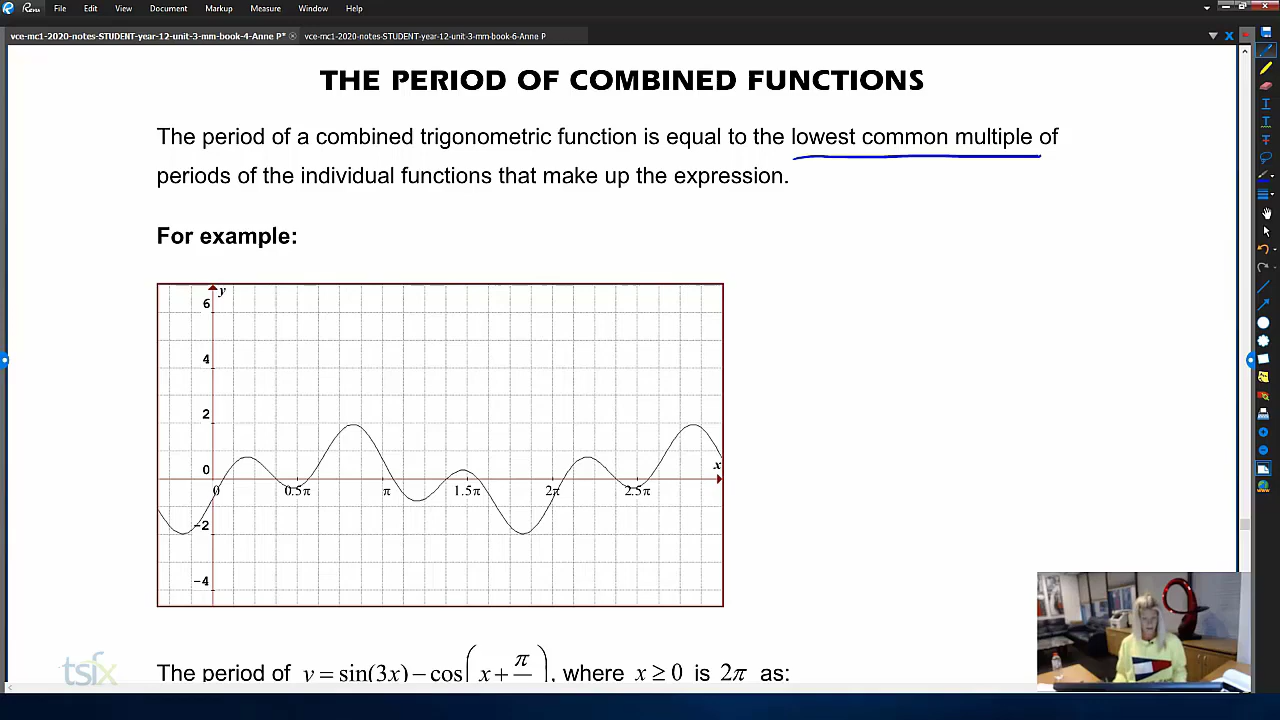 File Edit View Document Markup Measure Window Help
vce-mc1-2020-notes-STUDENT-year-12-unit-3-mm-book-4-Anne P* vce-mc1-2020-notes-STUDENT-year-12-unit-3-mm-book-6-Anne P
THE PERIOD OF COMBINED FUNCTIONS
The period of a combined trigonometric function is equal to the lowest common multiple of
periods of the individual functions that make up the expression.
For example:
y
6
4
2
0
x
0 0.5π π 1.5π 2π 2.5π
−2
−4
tsfx
The period of y = sin(3x) − cos(x + π , where x ≥ 0 is 2π as: